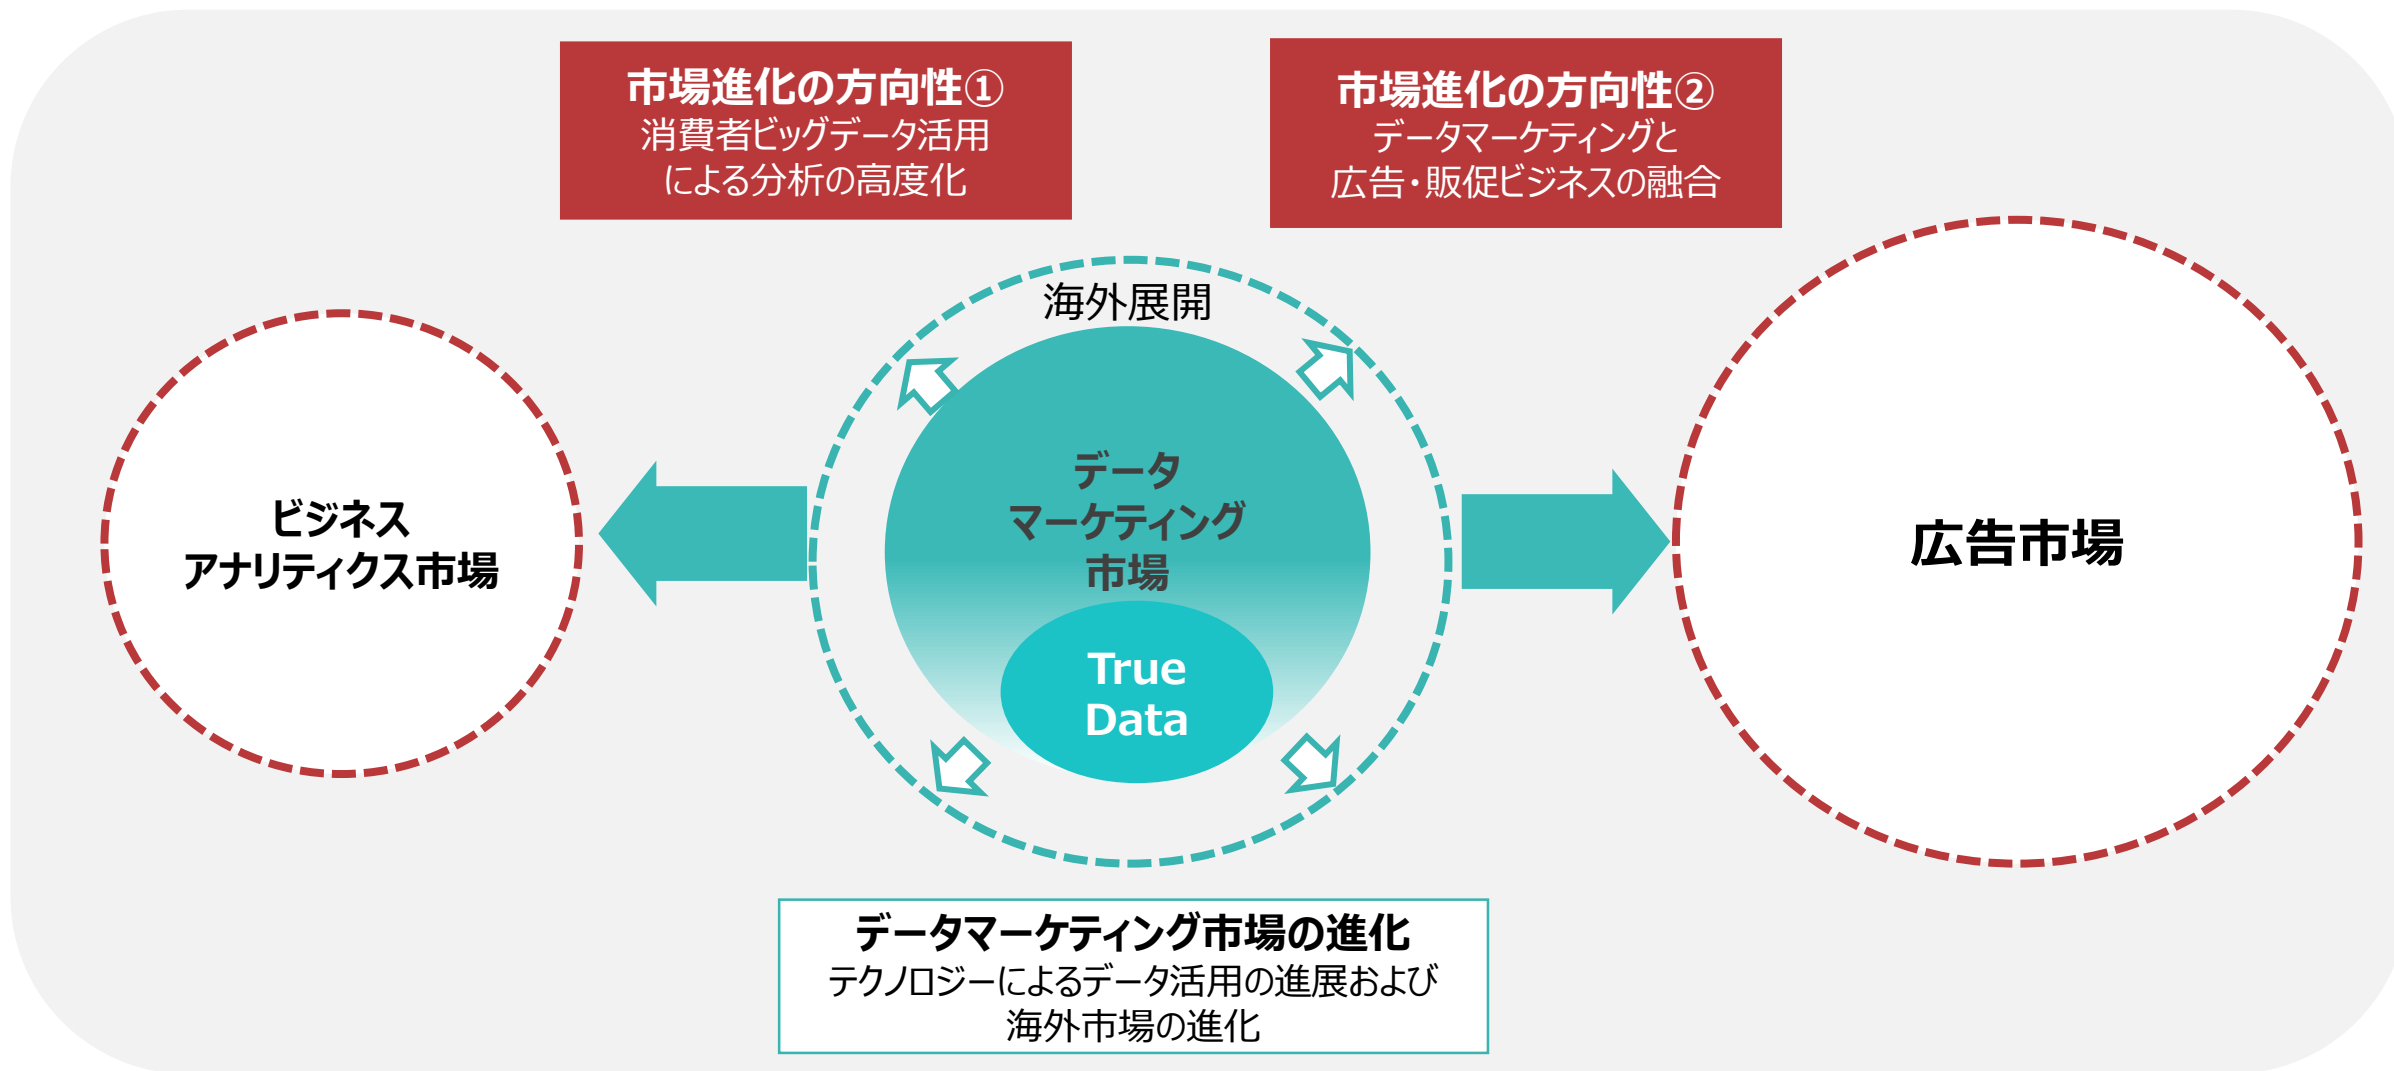 市場進化の方向性①
消費者ビッグデータ活用
による分析の高度化
市場進化の方向性②
データマーケティングと
広告・販促ビジネスの融合
海外展開
ビジネス
アナリティクス市場
データ
マーケティング
市場
True
Data
広告市場
データマーケティング市場の進化
テクノロジーによるデータ活用の進展および
海外市場の進化